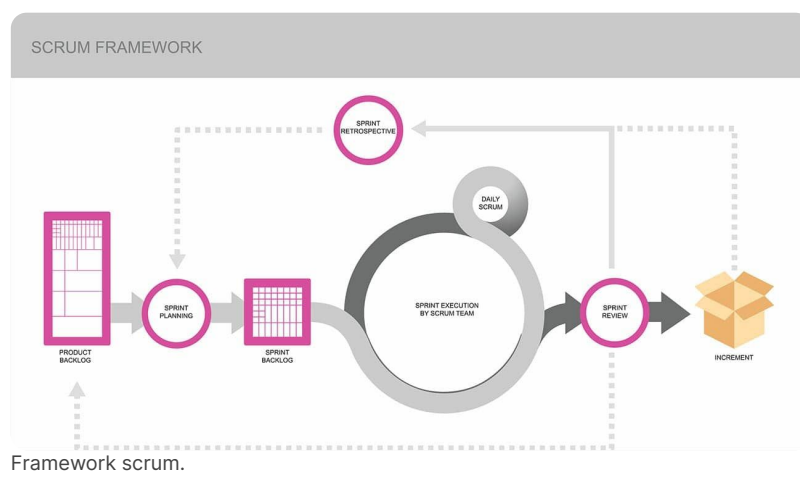 SCRUM FRAMEWORK
SPRINT
RETROSPECTIVE
DAILY
SCRUM
SPRINT
PLANNING
SPRINT EXECUTION
BY SCRUM TEAM
SPRINT
REVIEW
PRODUCT
BACKLOG
SPRINT
BACKLOG
INCREMENT
Framework scrum.